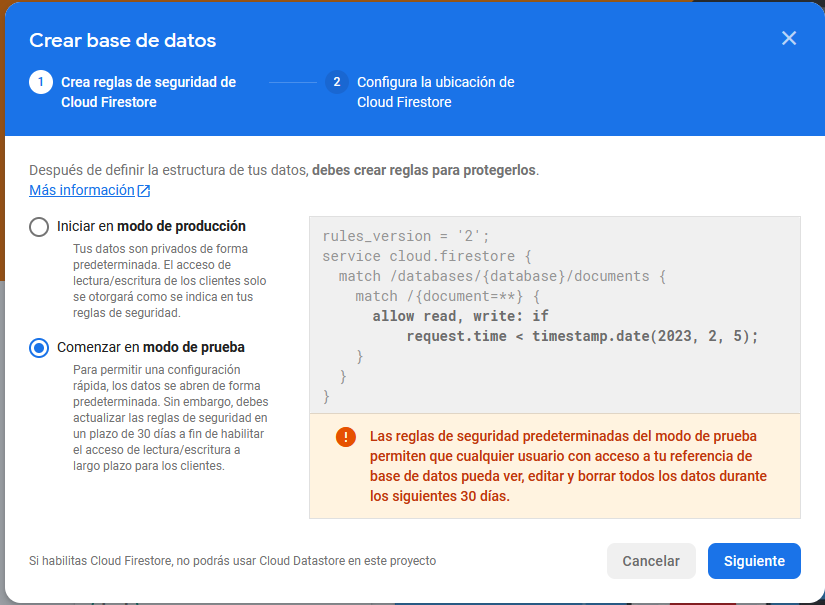 Crear base de datos
1 Crea reglas de seguridad de
Cloud Firestore
2 Configura la ubicación de
Cloud Firestore
Después de definir la estructura de tus datos, debes crear reglas para protegerlos.
Más información
Iniciar en modo de producción
Tus datos son privados de forma
predeterminada. El acceso de
lectura/escritura de los clientes solo
se otorgará como se indica en tus
reglas de seguridad.
Comenzar en modo de prueba
Para permitir una configuración
rápida, los datos se abren de forma
predeterminada. Sin embargo, debes
actualizar las reglas de seguridad en
un plazo de 30 días a fin de habilitar
el acceso de lectura/escritura a
largo plazo para los clientes.
rules_version = '2';
service cloud.firestore {
match /databases/{database}/documents {
match /{document=**} {
allow read, write: if
request.time < timestamp.date(2023, 2, 5);
}
}
}
! Las reglas de seguridad predeterminadas del modo de prueba
permiten que cualquier usuario con acceso a tu referencia de
base de datos pueda ver, editar y borrar todos los datos durante
los siguientes 30 días.
Si habilitas Cloud Firestore, no podrás usar Cloud Datastore en este proyecto
Cancelar
Siguiente